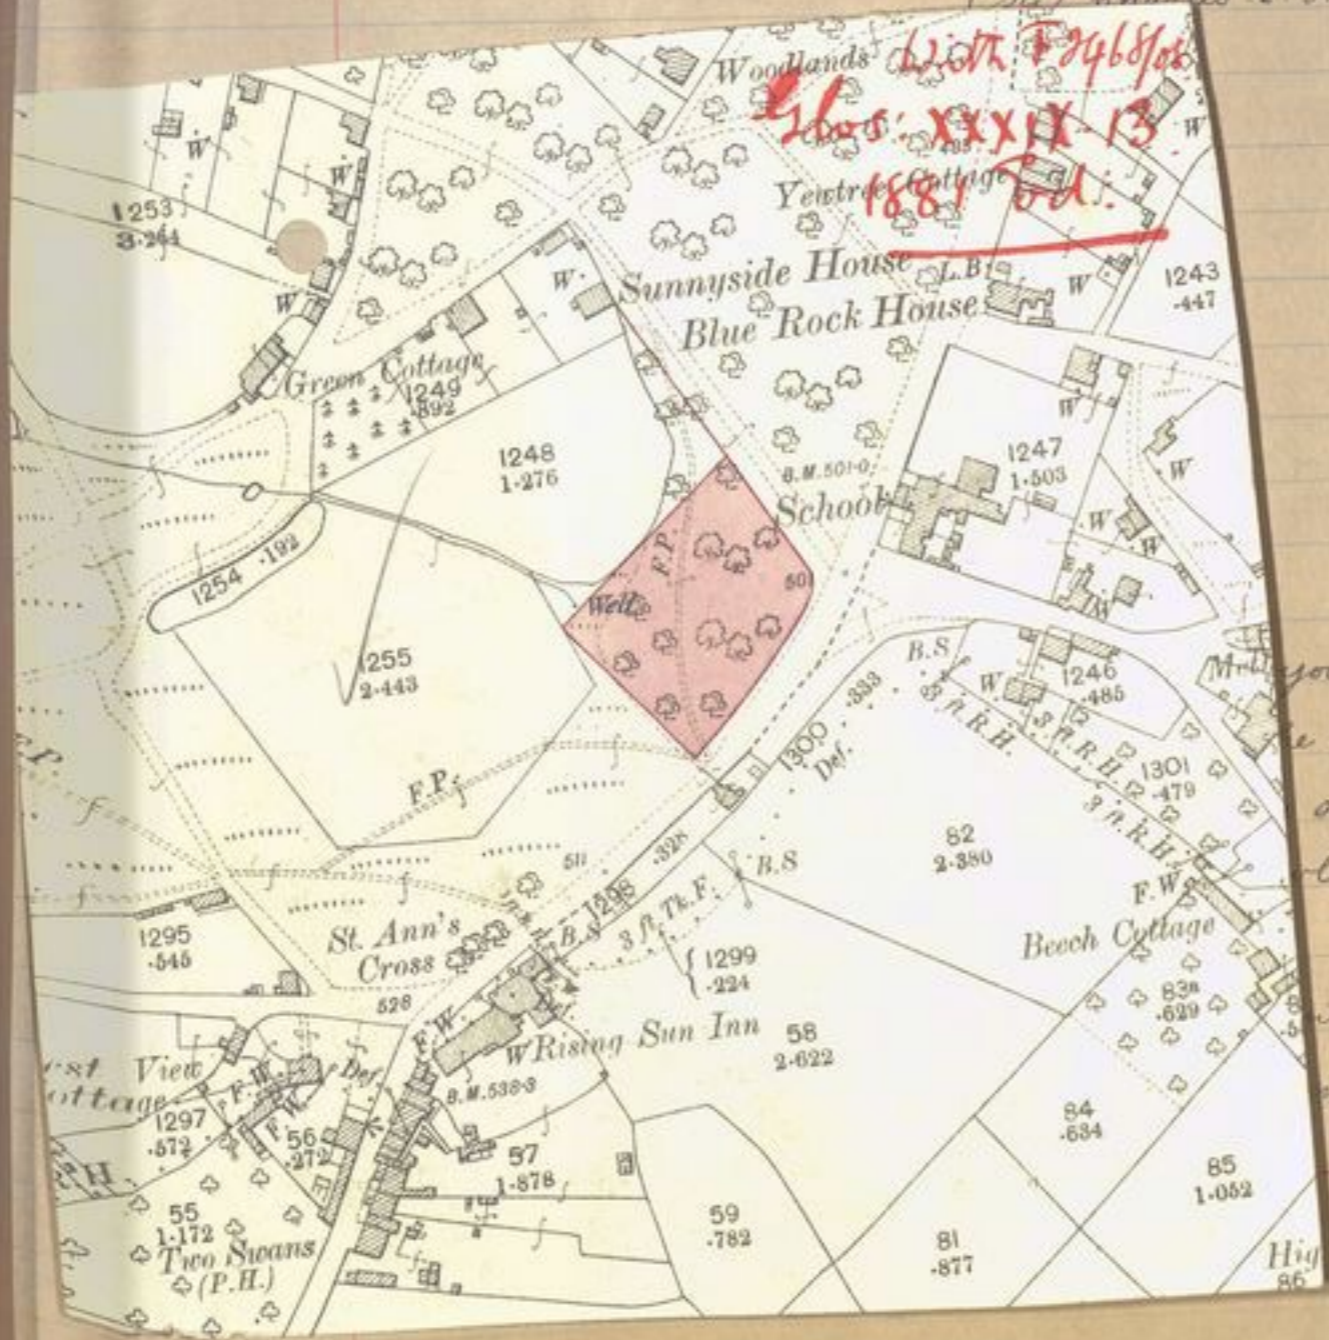 with F 2468/06
Glos: XXXIX-13
1881 Ed:
Woodlands
W
W
W
1253
3.264
Yewtree Cottage
W
Sunnyside House
L.B.
W
1243
.447
W
Blue Rock House
W
Green Cottage
1249
.892
1248
1.276
W
1247
1.503
B.M.501.0
School
W
W
W
F.P.
501
W
1254 .192
Well
1255
2.443
B.S
W
1246
.485
3 ft. R.H.
3 ft. R.H.
1300 .333
Def.
1301
.479
3 ft. R.H.
F.P.
F.P.
82
2.380
511
.328
1298
B.S
F.W.
St. Ann's
Cross
B.S
3 ft. Tk.F.
1299
.224
Beech Cottage
1295
.545
528
83a
.629
F.W.
W
Rising Sun Inn
58
2.622
View
B.M.538.3
Def.
F.W.
F.W.
1297
.572
56
.272
57
1.878
84
.634
H
85
1.052
55
1.172
59
.782
81
.877
Two Swans
(P.H.)
Hig
86